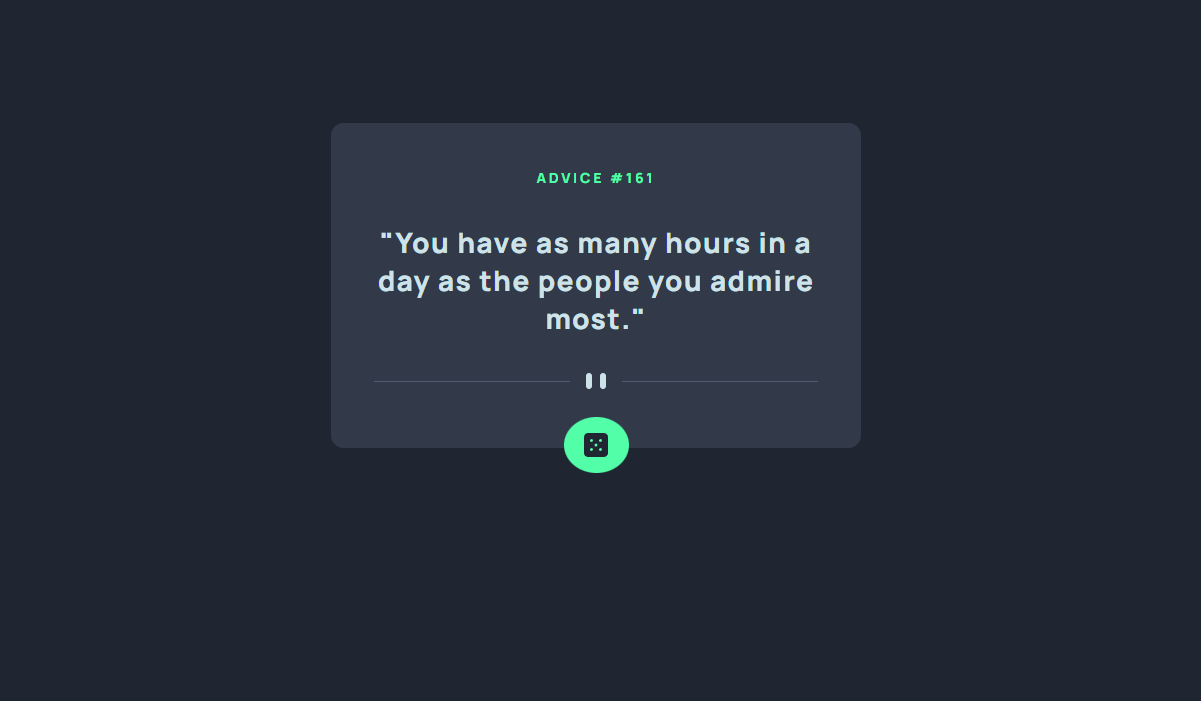 ADVICE #161
"You have as many hours in a
day as the people you admire
most."